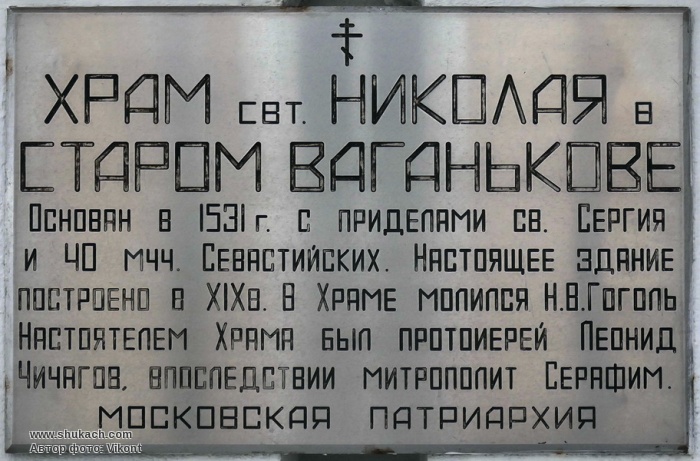 ХРАМ СВТ. НИКОЛАЯ В
СТАРОМ ВАГАНЬКОВЕ
ОСНОВАН В 1531 г. С ПРИДЕЛАМИ СВ. СЕРГИЯ
И 40 МЧЧ. СЕВАСТИЙСКИХ. НАСТОЯЩЕЕ ЗДАНИЕ
ПОСТРОЕНО В XIXВ. В ХРАМЕ МОЛИЛСЯ Н.В.ГОГОЛЬ
НАСТОЯТЕЛЕМ ХРАМА БЫЛ ПРОТОИЕРЕЙ ЛЕОНИД
ЧИЧАГОВ, ВПОСЛЕДСТВИИ МИТРОПОЛИТ СЕРАФИМ.
МОСКОВСКАЯ ПАТРИАРХИЯ
www.shukach.com
Автор фото: Vikont